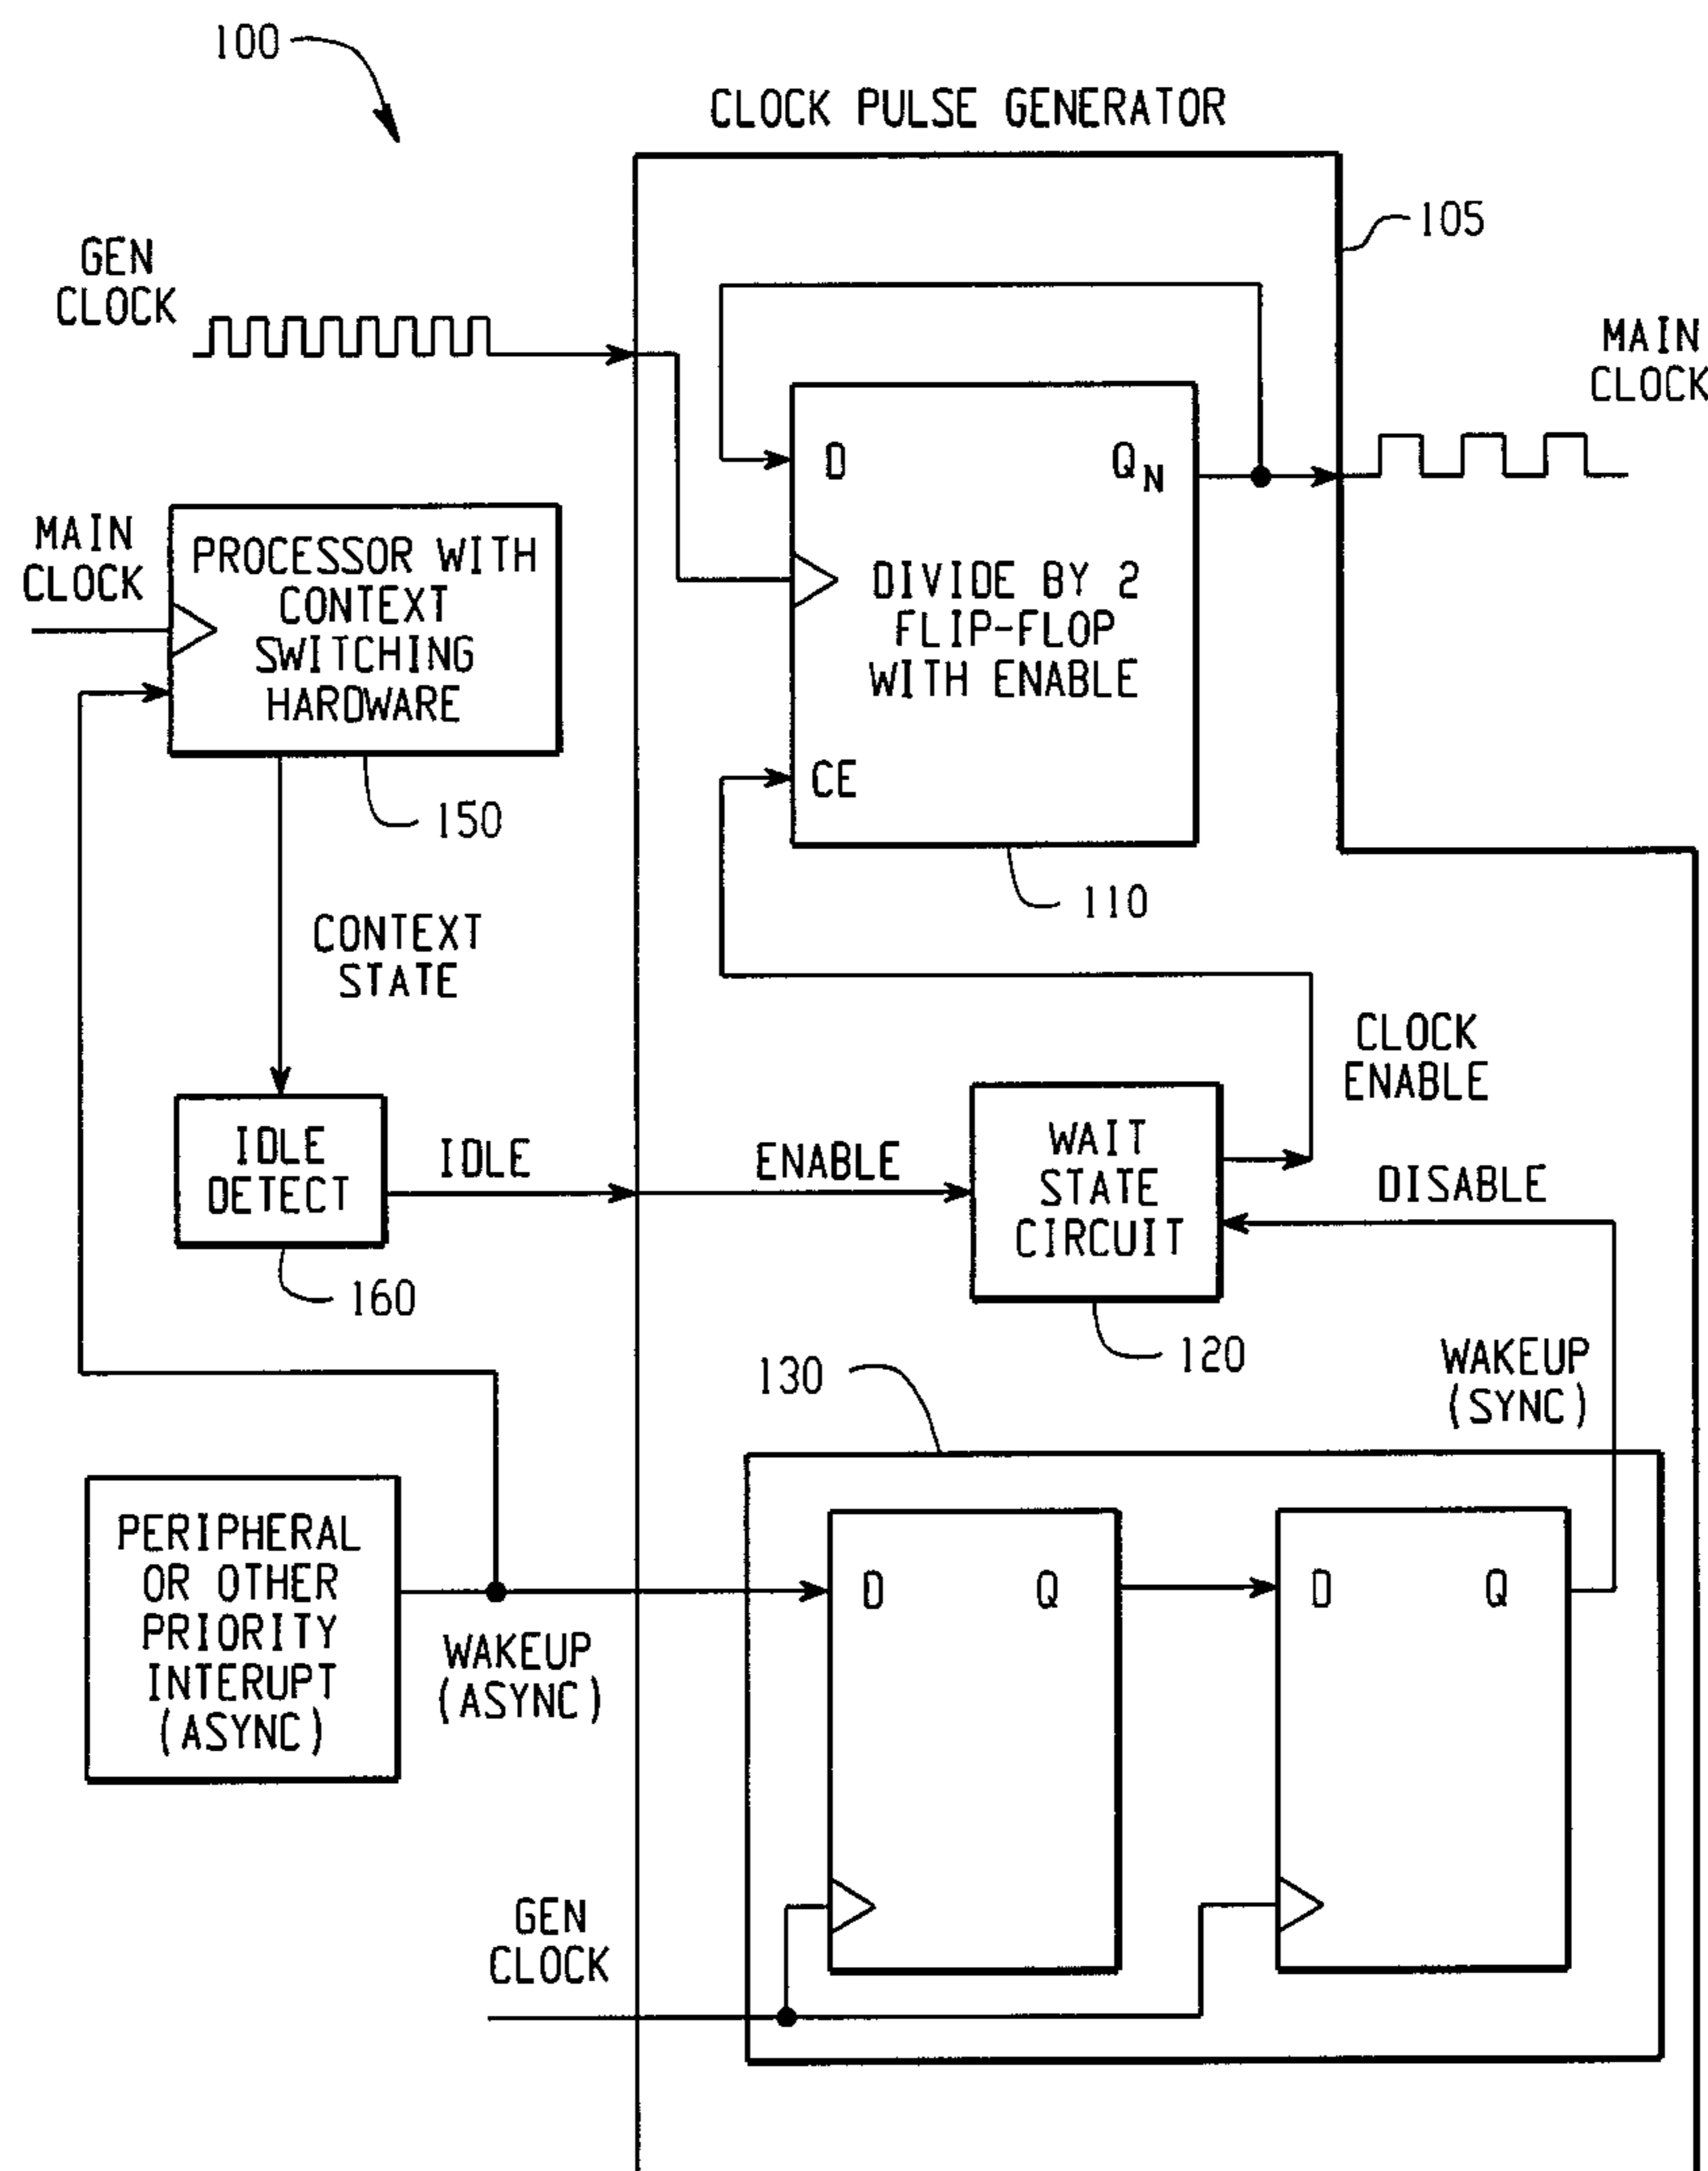 100
CLOCK PULSE GENERATOR
105
GEN
CLOCK
MAIN
CLOCK
D
QN
DIVIDE BY 2
FLIP-FLOP
WITH ENABLE
CE
110
MAIN
CLOCK
PROCESSOR WITH
CONTEXT
SWITCHING
HARDWARE
150
CONTEXT
STATE
CLOCK
ENABLE
IDLE
DETECT
IDLE
160
ENABLE
WAIT
STATE
CIRCUIT
120
DISABLE
WAKEUP
(SYNC)
130
PERIPHERAL
OR OTHER
PRIORITY
INTERUPT
(ASYNC)
WAKEUP
(ASYNC)
D
Q
D
Q
GEN
CLOCK